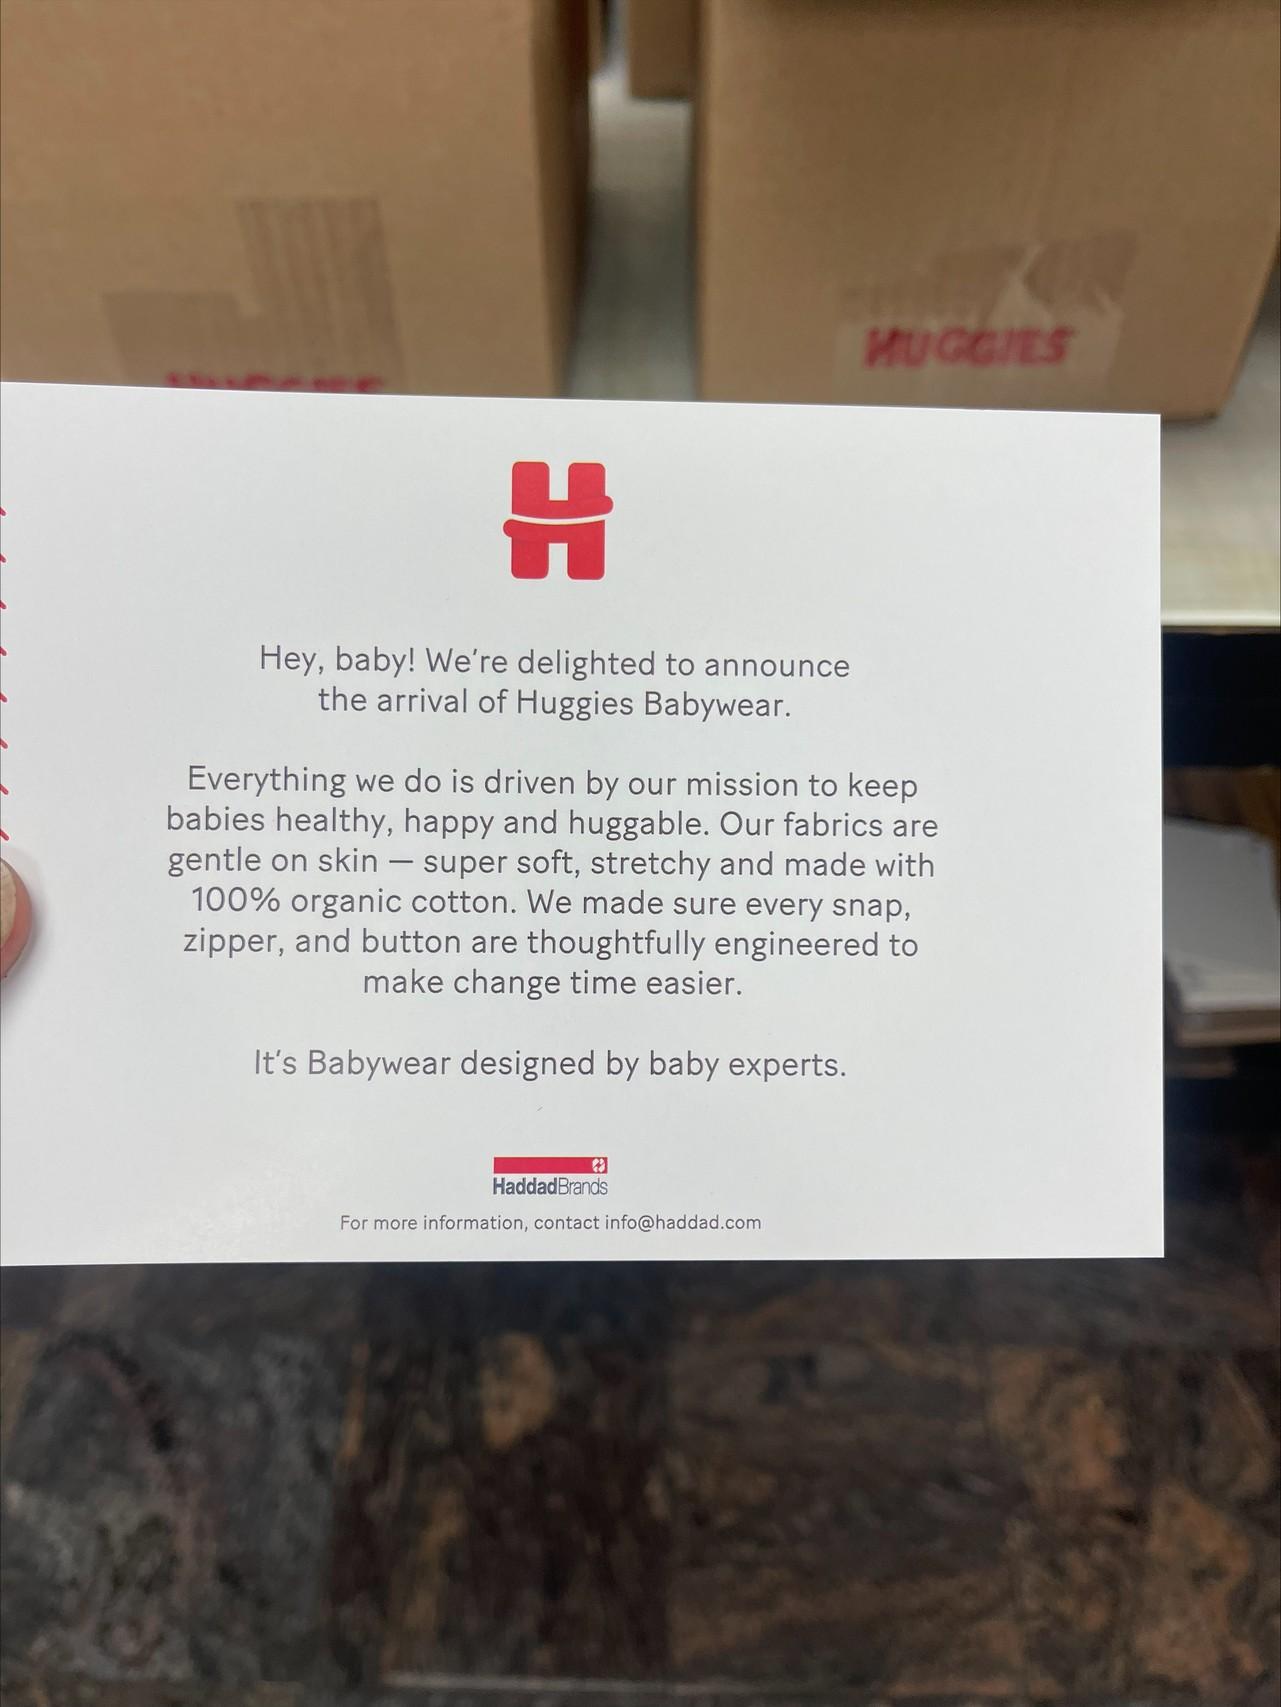 HUGGIES
HUGGIES
H
Hey, baby! We're delighted to announce
the arrival of Huggies Babywear.
Everything we do is driven by our mission to keep
babies healthy, happy and huggable. Our fabrics are
gentle on skin — super soft, stretchy and made with
100% organic cotton. We made sure every snap,
zipper, and button are thoughtfully engineered to
make change time easier.
It's Babywear designed by baby experts.
HaddadBrands
For more information, contact info@haddad.com